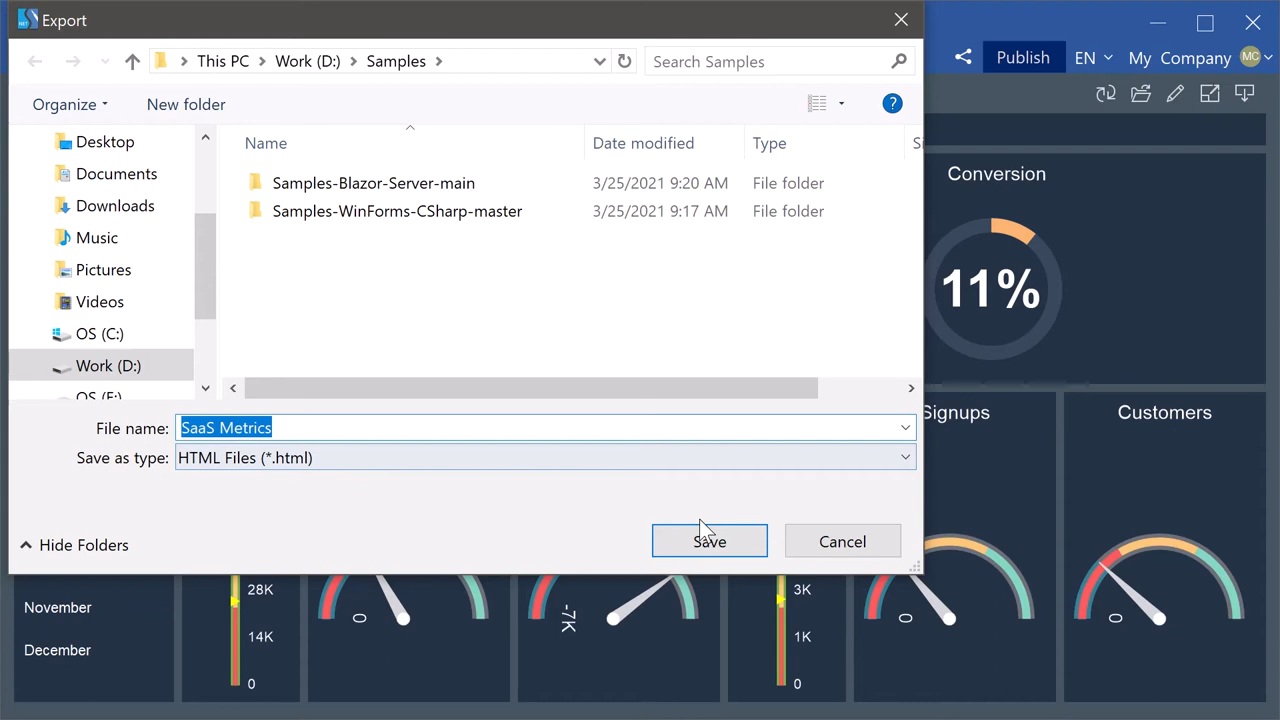 Export
This PC
Work (D:)
Samples
Search Samples
Publish
EN
My Company
MC
Organize
New folder
?
Desktop
Documents
Downloads
Music
Pictures
Videos
OS (C:)
Work (D:)
Name
Date modified
Type
Samples-Blazor-Server-main
3/25/2021 9:20 AM
File folder
Samples-WinForms-CSharp-master
3/25/2021 9:17 AM
File folder
File name:
SaaS Metrics
Save as type:
HTML Files (*.html)
Hide Folders
Save
Cancel
Conversion
11%
Signups
Customers
November
December
28K
14K
0
0
-7K
3K
1K
0
0
0